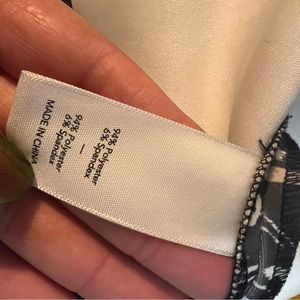 94% Polyester
6% Spandex
—
94% Polyester
6% Spandex
MADE IN CHINA